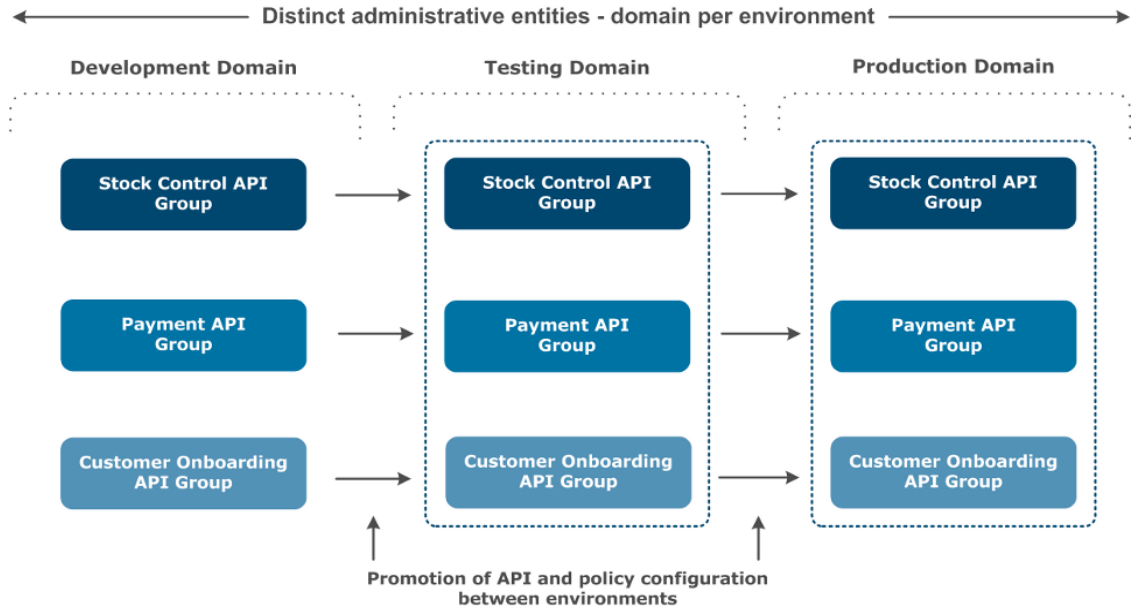 Distinct administrative entities - domain per environment
Development Domain
Testing Domain
Production Domain
Stock Control API
Group
Stock Control API
Group
Stock Control API
Group
Payment API
Group
Payment API
Group
Payment API
Group
Customer Onboarding
API Group
Customer Onboarding
API Group
Customer Onboarding
API Group
Promotion of API and policy configuration
between environments